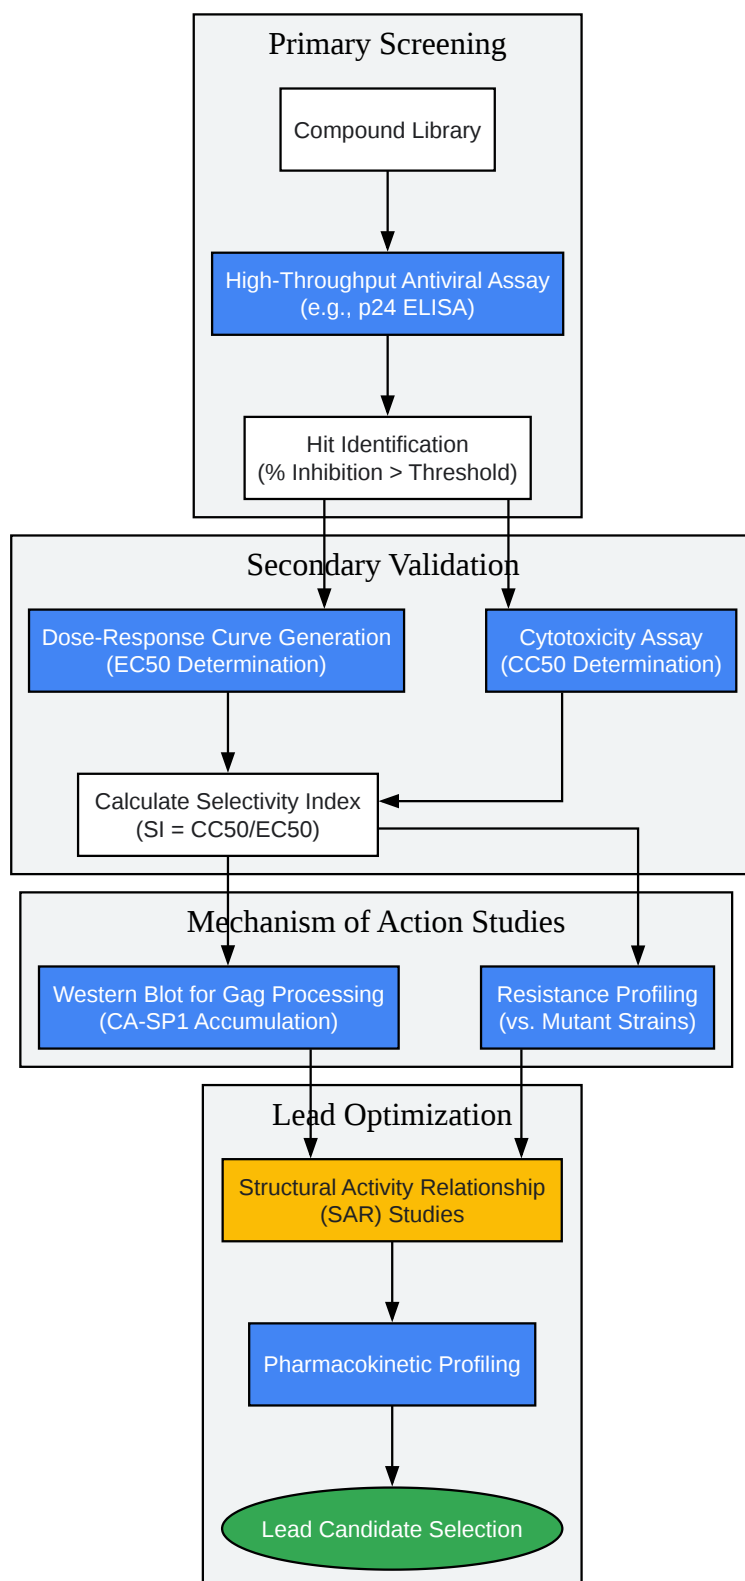 Primary Screening
Compound Library
High-Throughput Antiviral Assay
(e.g., p24 ELISA)
Hit Identification
(% Inhibition > Threshold)
Secondary Validation
Dose-Response Curve Generation
(EC50 Determination)
Cytotoxicity Assay
(CC50 Determination)
Calculate Selectivity Index
(SI = CC50/EC50)
Mechanism of Action Studies
Western Blot for Gag Processing
(CA-SP1 Accumulation)
Resistance Profiling
(vs. Mutant Strains)
Lead Optimization
Structural Activity Relationship
(SAR) Studies
Pharmacokinetic Profiling
Lead Candidate Selection